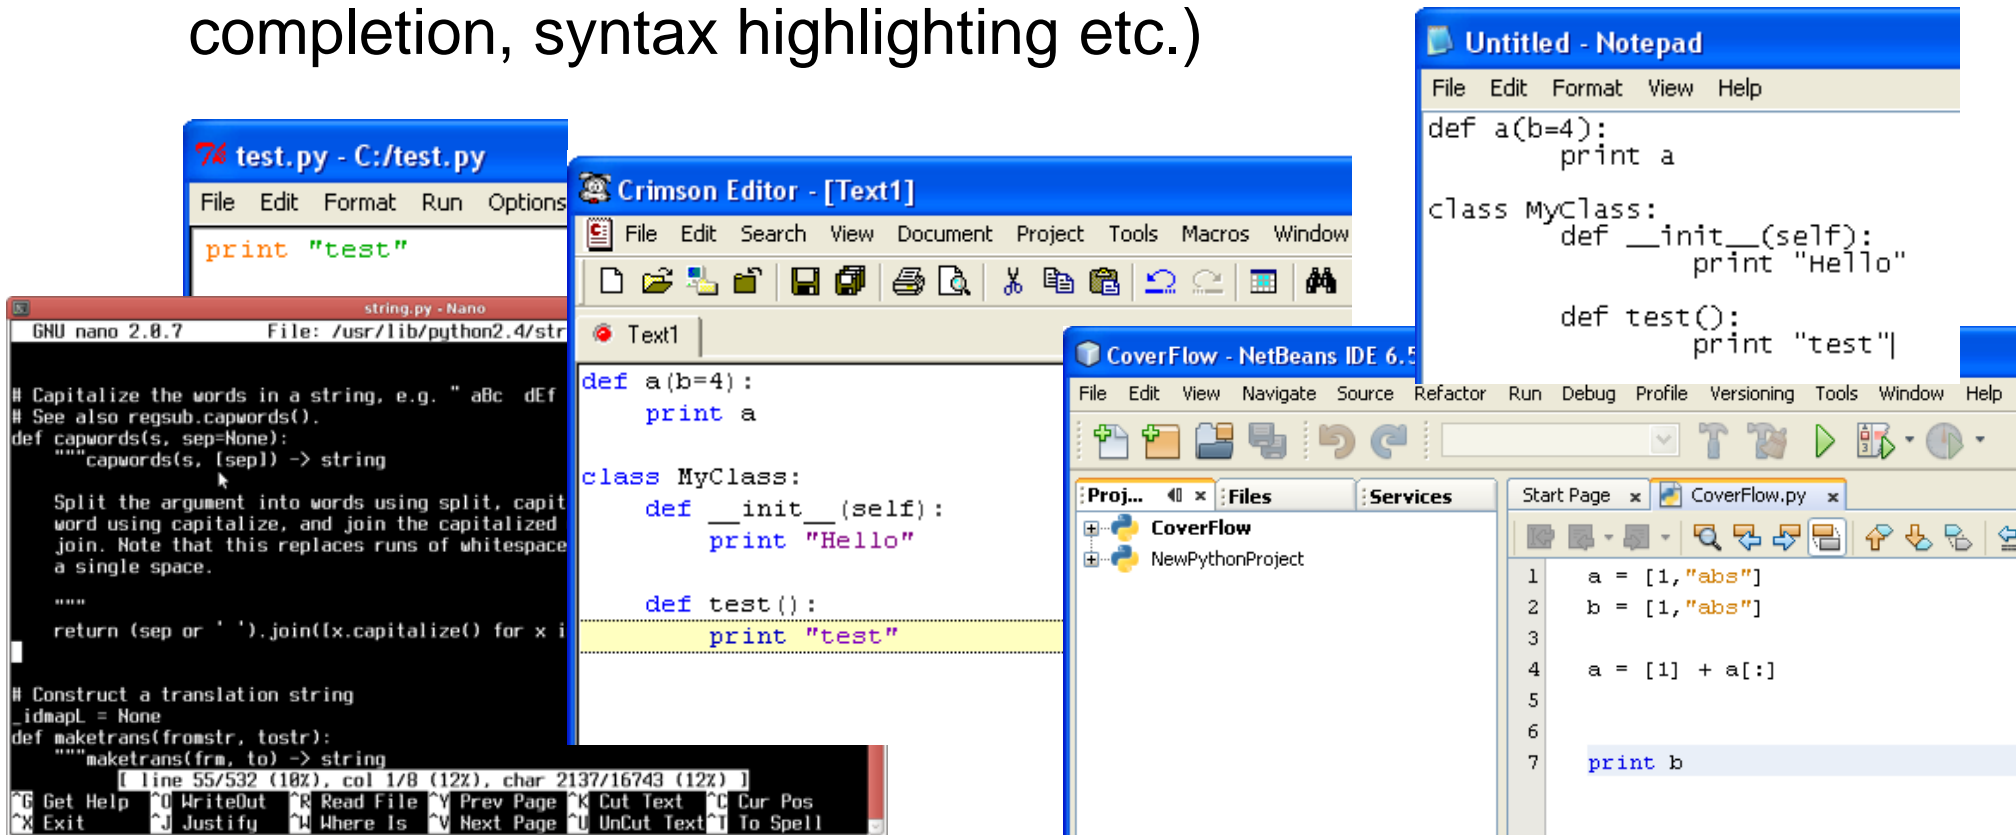 completion, syntax highlighting etc.)
Untitled - Notepad
File Edit Format View Help
def a(b=4):
print a
class MyClass:
def __init__(self):
print "Hello"
def test():
print "test"
test.py - C:/test.py
File Edit Format Run Options
print "test"
Crimson Editor - [Text1]
File Edit Search View Document Project Tools Macros Window
Text1
def a(b=4):
print a
class MyClass:
def __init__(self):
print "Hello"
def test():
print "test"
string.py - Nano
GNU nano 2.0.7 File: /usr/lib/python2.4/str
# Capitalize the words in a string, e.g. " aBc dEf
# See also regsub.capwords().
def capwords(s, sep=None):
"""capwords(s, [sep]) -> string
Split the argument into words using split, capit
word using capitalize, and join the capitalized
join. Note that this replaces runs of whitespace
a single space.
"""
return (sep or ' ').join([x.capitalize() for x i
# Construct a translation string
_idmapL = None
def maketrans(fromstr, tostr):
"""maketrans(frm, to) -> string
[ line 55/532 (10%), col 1/8 (12%), char 2137/16743 (12%) ]
^G Get Help ^O WriteOut ^R Read File ^Y Prev Page ^K Cut Text ^C Cur Pos
^X Exit ^J Justify ^W Where Is ^V Next Page ^U UnCut Text ^T To Spell
CoverFlow - NetBeans IDE 6.5
File Edit View Navigate Source Refactor Run Debug Profile Versioning Tools Window Help
Proj... Files Services
CoverFlow
NewPythonProject
Start Page CoverFlow.py
1 a = [1,"abs"]
2 b = [1,"abs"]
3
4 a = [1] + a[:]
5
6
7 print b